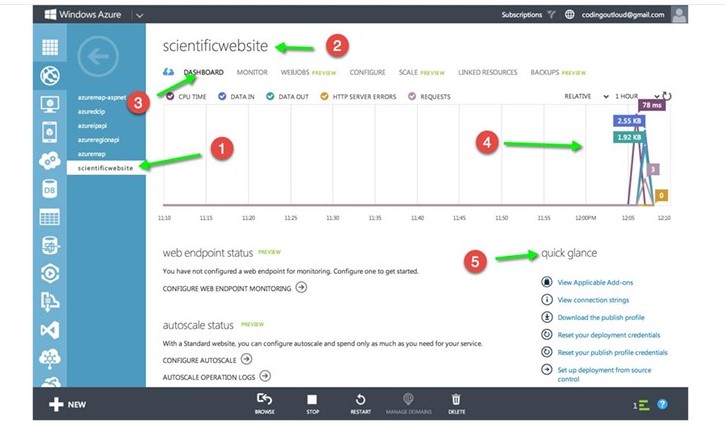 Windows Azure
Subscriptions
codingoutloud@gmail.com
scientificwebsite
2
DASHBOARD
MONITOR
WEBJOBS PREVIEW
CONFIGURE
SCALE PREVIEW
LINKED RESOURCES
BACKUPS PREVIEW
3
azuremap-aspnet
azuredcip
azureipapi
azureregionapi
azuremap
scientificwebsite
1
CPU TIME
DATA IN
DATA OUT
HTTP SERVER ERRORS
REQUESTS
RELATIVE
1 HOUR
78 ms
2.55 KB
1.92 KB
4
3
0
11:10
11:15
11:20
11:25
11:30
11:35
11:40
11:45
11:50
11:55
12:00PM
12:05
12:10
web endpoint status PREVIEW
You have not configured a web endpoint for monitoring. Configure one to get started.
CONFIGURE WEB ENDPOINT MONITORING
autoscale status PREVIEW
With a Standard website, you can configure autoscale and spend only as much as you need for your service.
CONFIGURE AUTOSCALE
AUTOSCALE OPERATION LOGS
5
quick glance
View Applicable Add-ons
View connection strings
Download the publish profile
Reset your deployment credentials
Reset your publish profile credentials
Set up deployment from source
control
DB
NEW
BROWSE
STOP
RESTART
MANAGE DOMAINS
DELETE
1
?